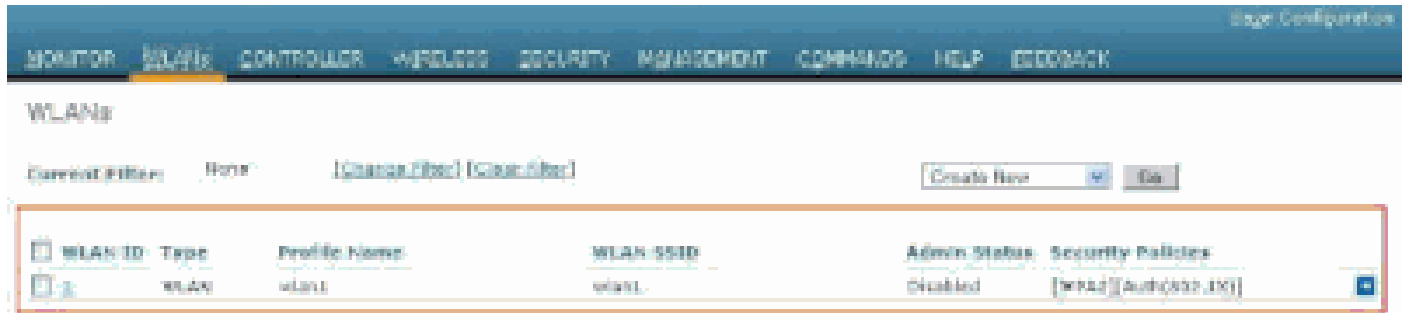 Sage Configuration
MONITOR WLANs CONTROLLER WIRELESS SECURITY MANAGEMENT COMMANDS HELP FEEDBACK
WLANs
Current Filter: None [Change Filter] [Clear Filter] Create New Go
WLAN ID Type Profile Name WLAN SSID Admin Status Security Policies
WLAN wlan1 wlan1 Disabled [WPA2][Auth(802.1X)]